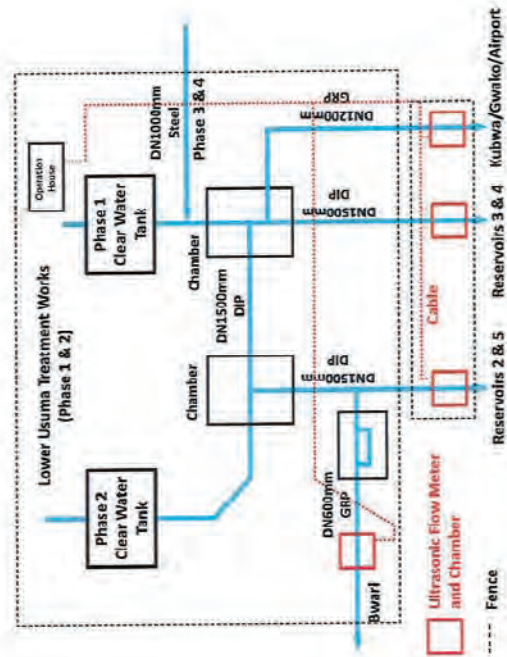 Lower Usuma Treatment Works
(Phase 1 & 2)
Operation
House
Phase 2
Clear Water
Tank
Phase 1
Clear Water
Tank
DN1000mm
Steel
Phase 3 & 4
Chamber
Chamber
DN1500mm
DIP
DN1500mm
DIP
DN1500mm
DIP
DN1200mm
GRP
DN600mm
GRP
Bwari
Cable
Reservoirs 2 & 5
Reservoirs 3 & 4
Kubwa/Gwako/Airport
Ultrasonic Flow Meter
and Chamber
Fence